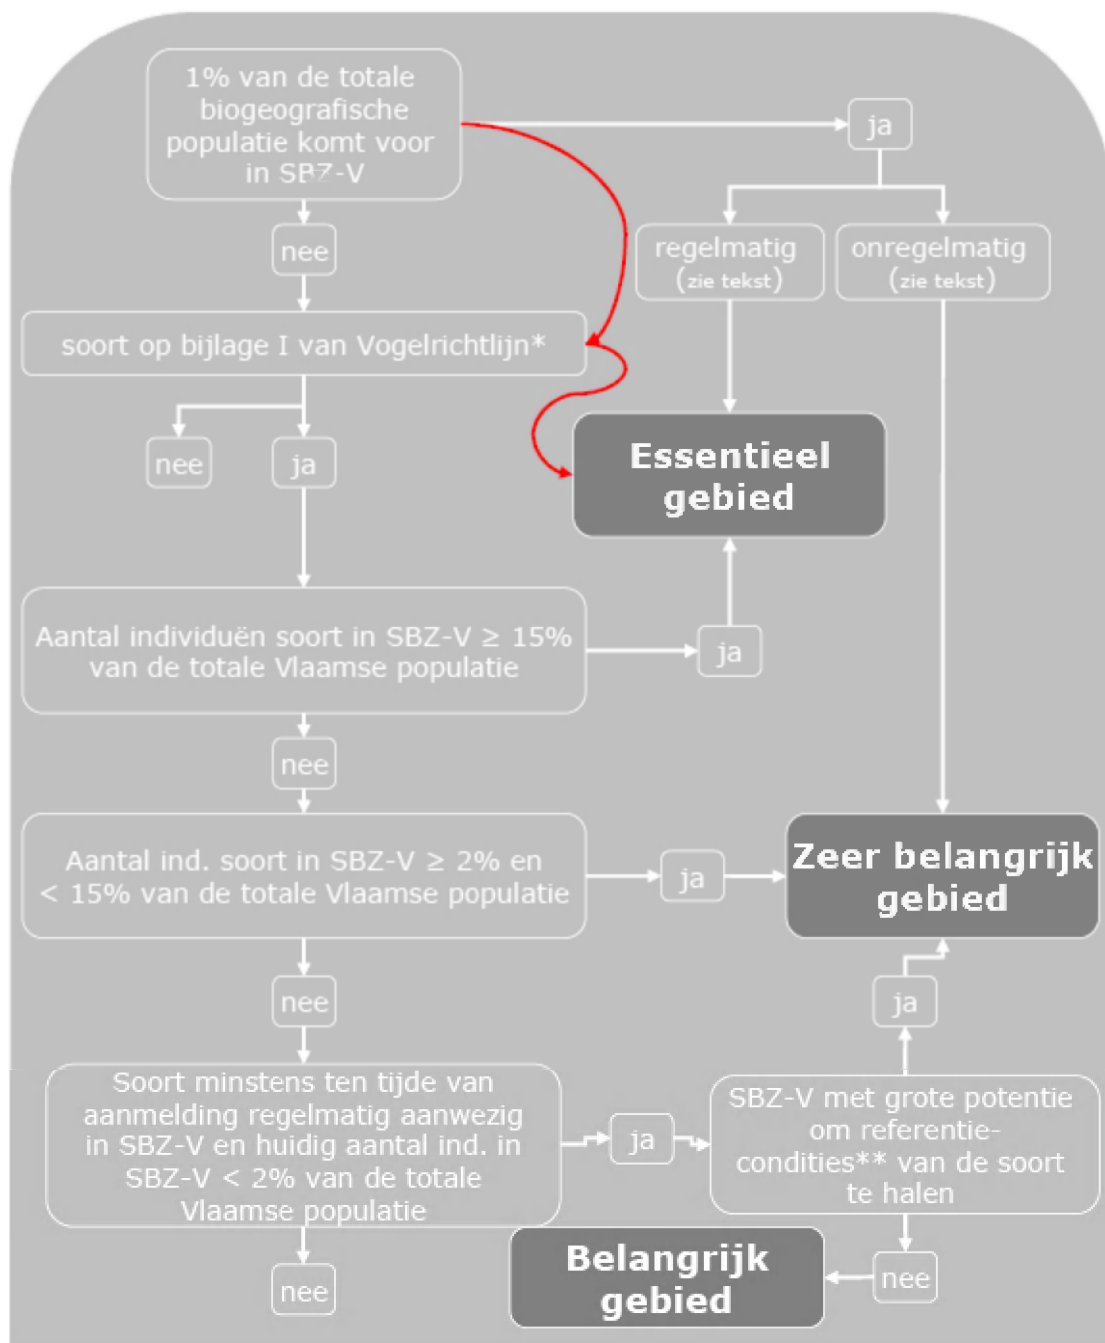 1% van de totale
biogeografische
populatie komt voor
in SBZ-V
ja
nee
regelmatig
(zie tekst)
onregelmatig
(zie tekst)
soort op bijlage I van Vogelrichtlijn*
nee
ja
Essentieel
gebied
Aantal individuën soort in SBZ-V ≥ 15%
van de totale Vlaamse populatie
ja
nee
Aantal ind. soort in SBZ-V ≥ 2% en
< 15% van de totale Vlaamse populatie
ja
Zeer belangrijk
gebied
nee
ja
Soort minstens ten tijde van
aanmelding regelmatig aanwezig
in SBZ-V en huidig aantal ind. in
SBZ-V < 2% van de totale
Vlaamse populatie
ja
SBZ-V met grote potentie
om referentie-
condities** van de soort
te halen
nee
Belangrijk
gebied
nee